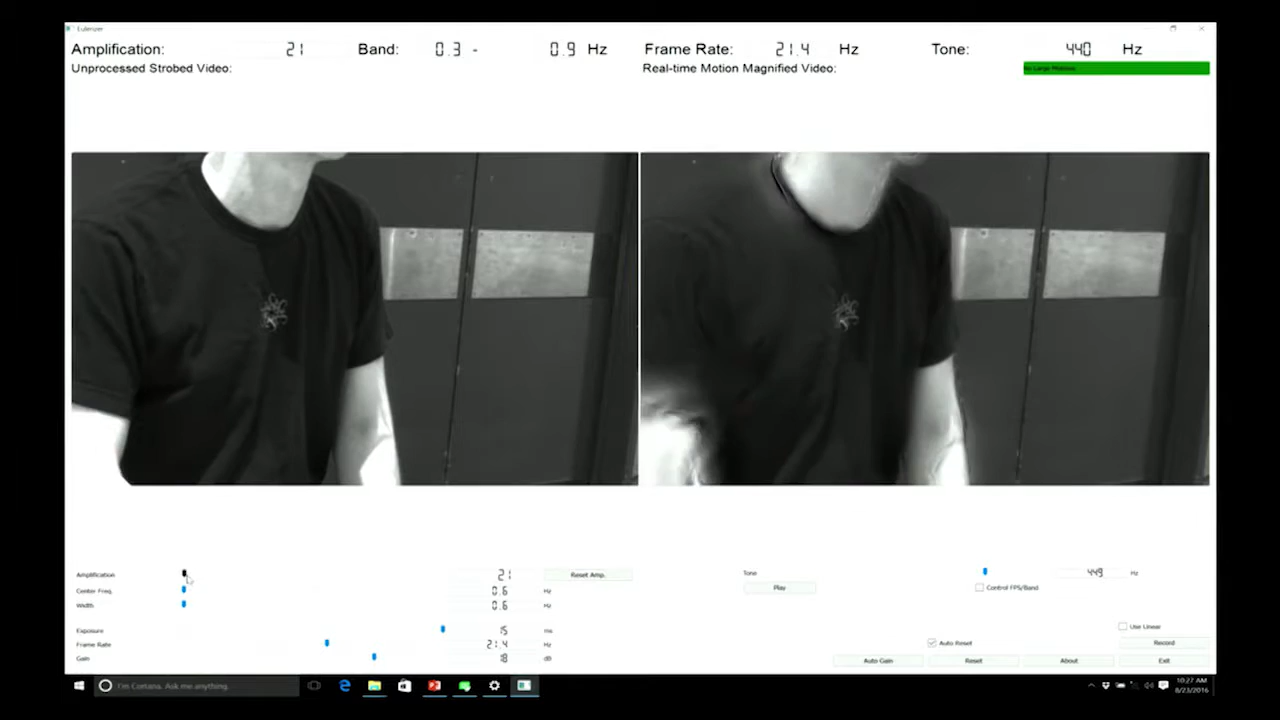 Eulerizer
Amplification: 21 Band: 0.3 - 0.9 Hz Frame Rate: 21.4 Hz Tone: 440 Hz
Unprocessed Strobed Video: Real-time Motion Magnified Video: No Large Motions
Amplification 21 Reset Amp. Tone 449 Hz
Center Freq. 0.6 Hz Play Control FPS/Band
Width 0.6 Hz
Exposure 15 ms Use Linear
Frame Rate 21.4 Hz Auto Reset Record
Gain 18 dB Auto Gain Reset About Exit
I'm Cortana. Ask me anything. 10:27 AM
8/23/2016